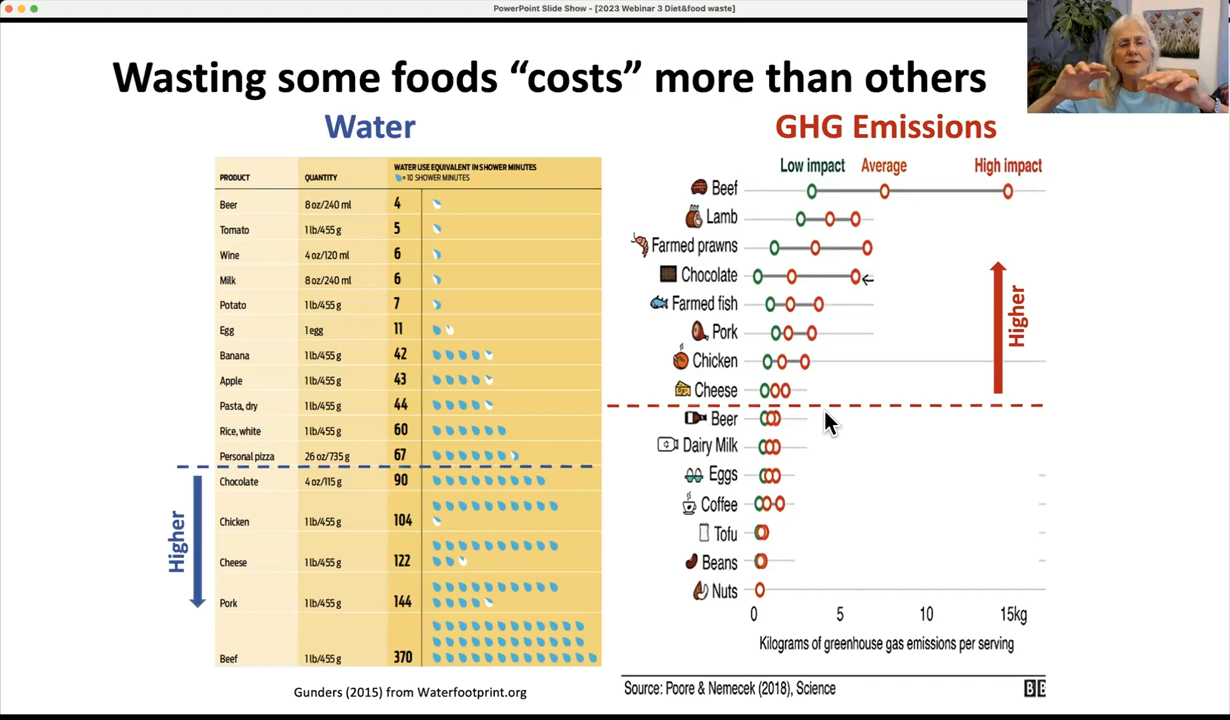 PowerPoint Slide Show - [2023 Webinar 3 Diet&food waste]
Wasting some foods “costs” more than others
Water
PRODUCT QUANTITY WATER USE EQUIVALENT IN SHOWER MINUTES
= 10 SHOWER MINUTES
Beer 8 oz/240 ml 4
Tomato 1 lb/455 g 5
Wine 4 oz/120 ml 6
Milk 8 oz/240 ml 6
Potato 1 lb/455 g 7
Egg 1 egg 11
Banana 1 lb/455 g 42
Apple 1 lb/455 g 43
Pasta, dry 1 lb/455 g 44
Rice, white 1 lb/455 g 60
Personal pizza 26 oz/735 g 67
Chocolate 4 oz/115 g 90
Chicken 1 lb/455 g 104
Cheese 1 lb/455 g 122
Pork 1 lb/455 g 144
Beef 1 lb/455 g 370
Higher
Gunders (2015) from Waterfootprint.org
GHG Emissions
Low impact Average High impact
Beef
Lamb
Farmed prawns
Chocolate
Farmed fish
Pork
Chicken
Cheese
Beer
Dairy Milk
Eggs
Coffee
Tofu
Beans
Nuts
Higher
0 5 10 15kg
Kilograms of greenhouse gas emissions per serving
Source: Poore & Nemecek (2018), Science